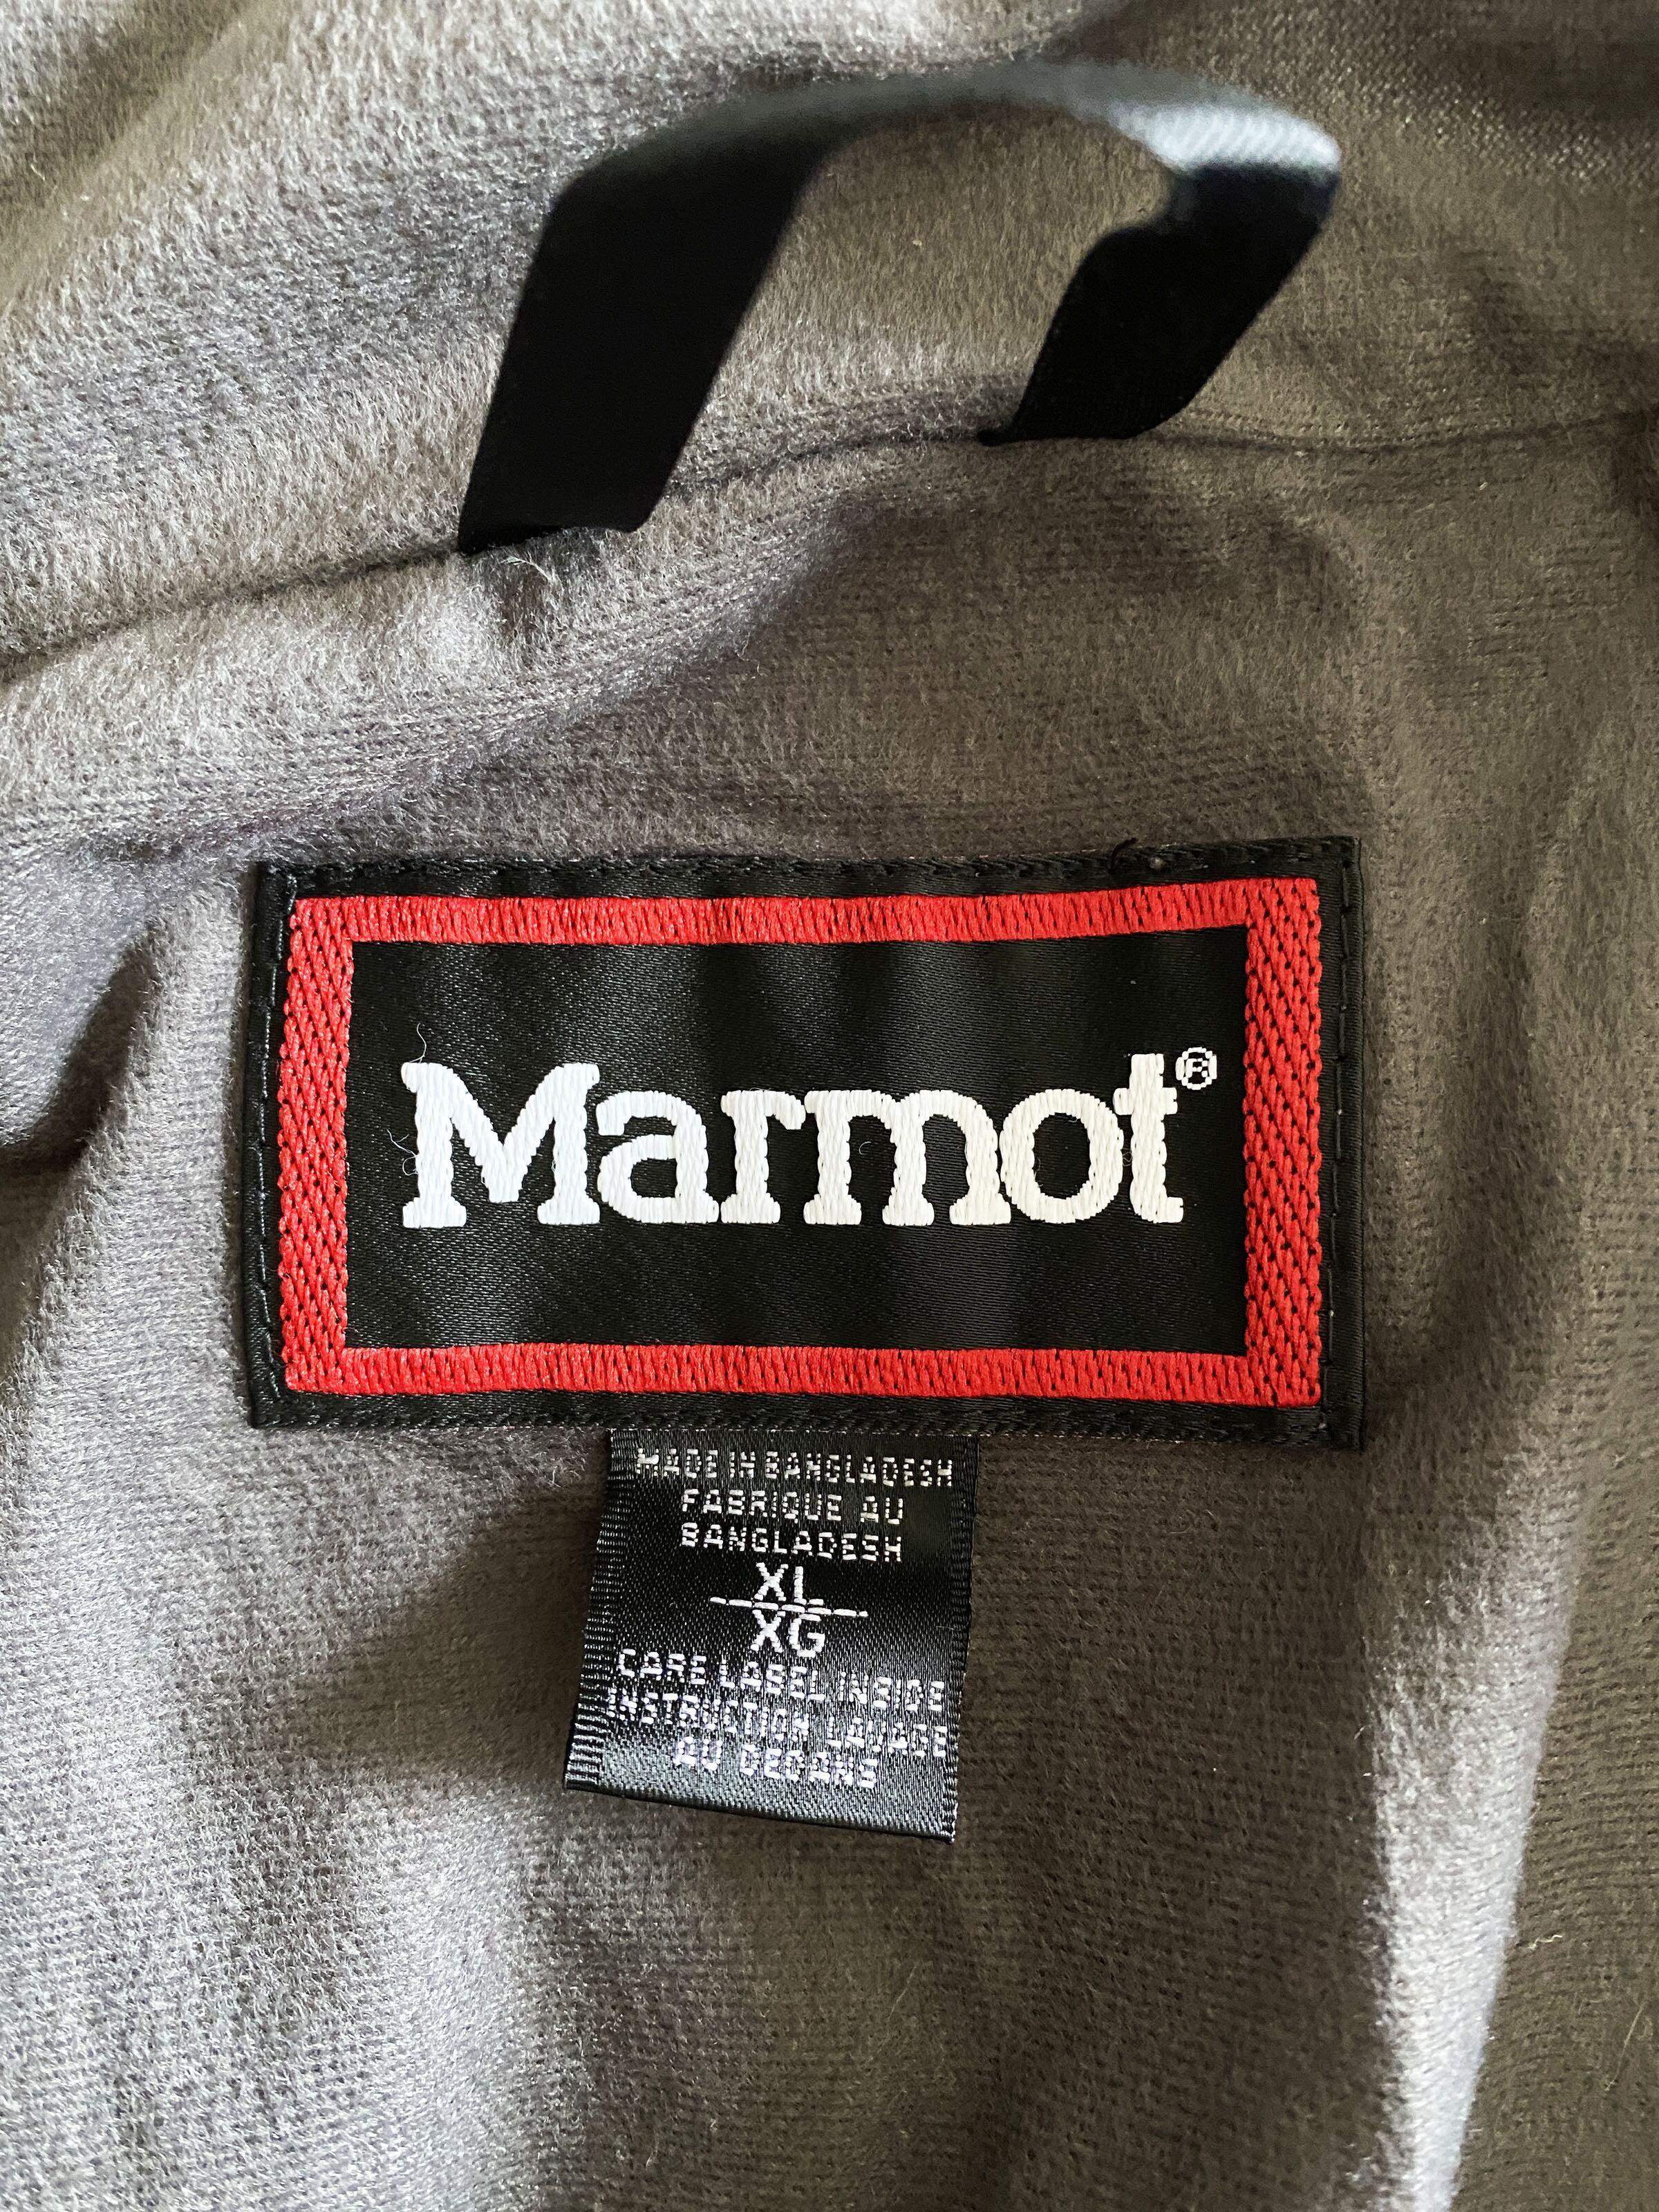 Marmot®
MADE IN BANGLADESH
FABRIQUE AU
BANGLADESH
XL
XG
CARE LABEL INSIDE
INSTRUCTION LAVAGE
AU DEDANS